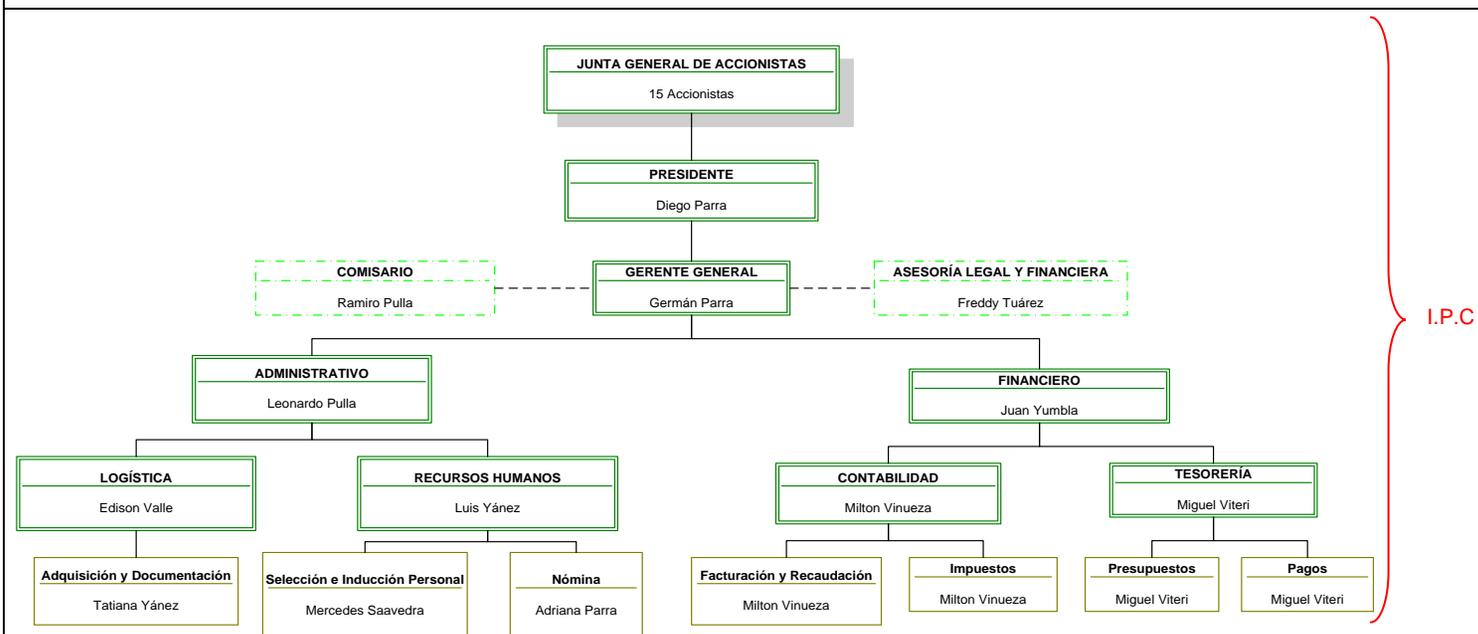 JUNTA GENERAL DE ACCIONISTAS
15 Accionistas
PRESIDENTE
Diego Parra
COMISARIO
Ramiro Pulla
GERENTE GENERAL
Germán Parra
ASESORÍA LEGAL Y FINANCIERA
Freddy Tuárez
I.P.C
ADMINISTRATIVO
Leonardo Pulla
FINANCIERO
Juan Yumbla
LOGÍSTICA
Edison Valle
RECURSOS HUMANOS
Luis Yánez
CONTABILIDAD
Milton Vinueza
TESORERÍA
Miguel Viteri
Adquisición y Documentación
Tatiana Yánez
Selección e Inducción Personal
Mercedes Saavedra
Nómina
Adriana Parra
Facturación y Recaudación
Milton Vinueza
Impuestos
Milton Vinueza
Presupuestos
Miguel Viteri
Pagos
Miguel Viteri